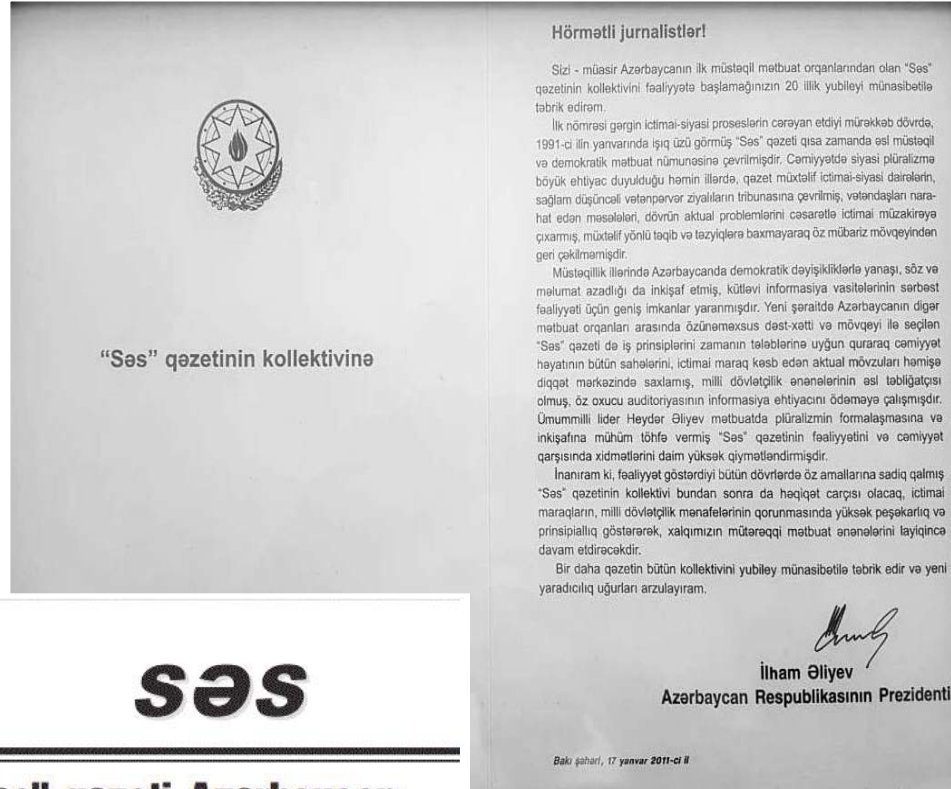 "Səs" qəzetinin kollektivinə
Hörmətli jurnalistlər!
Sizi - müasir Azərbaycanın ilk müstəqil mətbuat orqanlarından olan "Səs"
qəzetinin kollektivini fəaliyyətə başlamağınızın 20 illik yubileyi münasibətilə
təbrik edirəm.
İlk nömrəsi gərgin ictimai-siyasi proseslərin cərəyan etdiyi mürəkkəb dövrdə,
1991-ci ilin yanvarında işıq üzü görmüş "Səs" qəzeti qısa zamanda əsl müstəqil
və demokratik mətbuat nümunəsinə çevrilmişdir. Cəmiyyətdə siyasi plüralizmə
böyük ehtiyac duyulduğu həmin illərdə, qəzet müxtəlif ictimai-siyasi dairələrin,
sağlam düşüncəli vətənpərvər ziyalıların tribunasına çevrilmiş, vətəndaşları nara-
hat edən məsələləri, dövrün aktual problemlərini cəsarətlə ictimai müzakirəyə
çıxarmış, müxtəlif yönlü təqib və təzyiqlərə baxmayaraq öz mübariz mövqeyindən
geri çəkilməmişdir.
Müstəqillik illərində Azərbaycanda demokratik dəyişikliklərlə yanaşı, söz və
məlumat azadlığı da inkişaf etmiş, kütləvi informasiya vasitələrinin sərbəst
fəaliyyəti üçün geniş imkanlar yaranmışdır. Yeni şəraitdə Azərbaycanın digər
mətbuat orqanları arasında özünəməxsus dəst-xətti və mövqeyi ilə seçilən
"Səs" qəzeti də iş prinsiplərini zamanın tələblərinə uyğun quraraq cəmiyyət
həyatının bütün sahələrini, ictimai maraq kəsb edən aktual mövzuları həmişə
diqqət mərkəzində saxlamış, milli dövlətçilik ənənələrinin əsl təbliğatçısı
olmuş, öz oxucu auditoriyasının informasiya ehtiyacını ödəməyə çalışmışdır.
Ümummilli lider Heydər Əliyev mətbuatda plüralizmin formalaşmasına və
inkişafına mühüm töhfə vermiş "Səs" qəzetinin fəaliyyətini və cəmiyyət
qarşısında xidmətlərini daim yüksək qiymətləndirmişdir.
İnanıram ki, fəaliyyət göstərdiyi bütün dövrlərdə öz amallarına sadiq qalmış
"Səs" qəzetinin kollektivi bundan sonra da həqiqət carçısı olacaq, ictimai
maraqların, milli dövlətçilik mənafelərinin qorunmasında yüksək peşəkarlıq və
prinsipiallıq göstərərək, xalqımızın mütərəqqi mətbuat ənənələrini layiqincə
davam etdirəcəkdir.
Bir daha qəzetin bütün kollektivini yubiley münasibətilə təbrik edir və yeni
yaradıcılıq uğurları arzulayıram.
İlham Əliyev
Azərbaycan Respublikasının Prezidenti
Bakı şəhəri, 17 yanvar 2011-ci il
səs